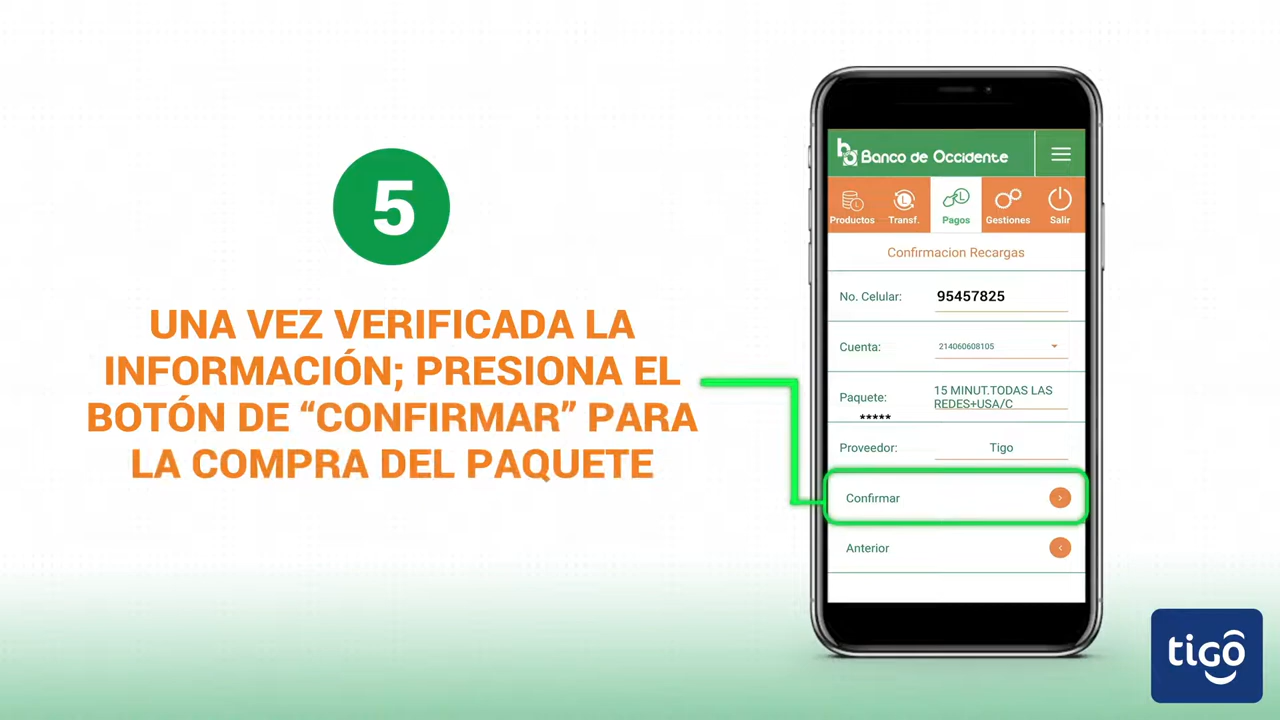 5
UNA VEZ VERIFICADA LA
INFORMACIÓN; PRESIONA EL
BOTÓN DE “CONFIRMAR” PARA
LA COMPRA DEL PAQUETE
Banco de Occidente
Productos Transf. Pagos Gestiones Salir
Confirmacion Recargas
No. Celular: 95457825
Cuenta: 214060608105
Paquete: 15 MINUT.TODAS LAS
REDES+USA/C
*****
Proveedor: Tigo
Confirmar
Anterior
tigo